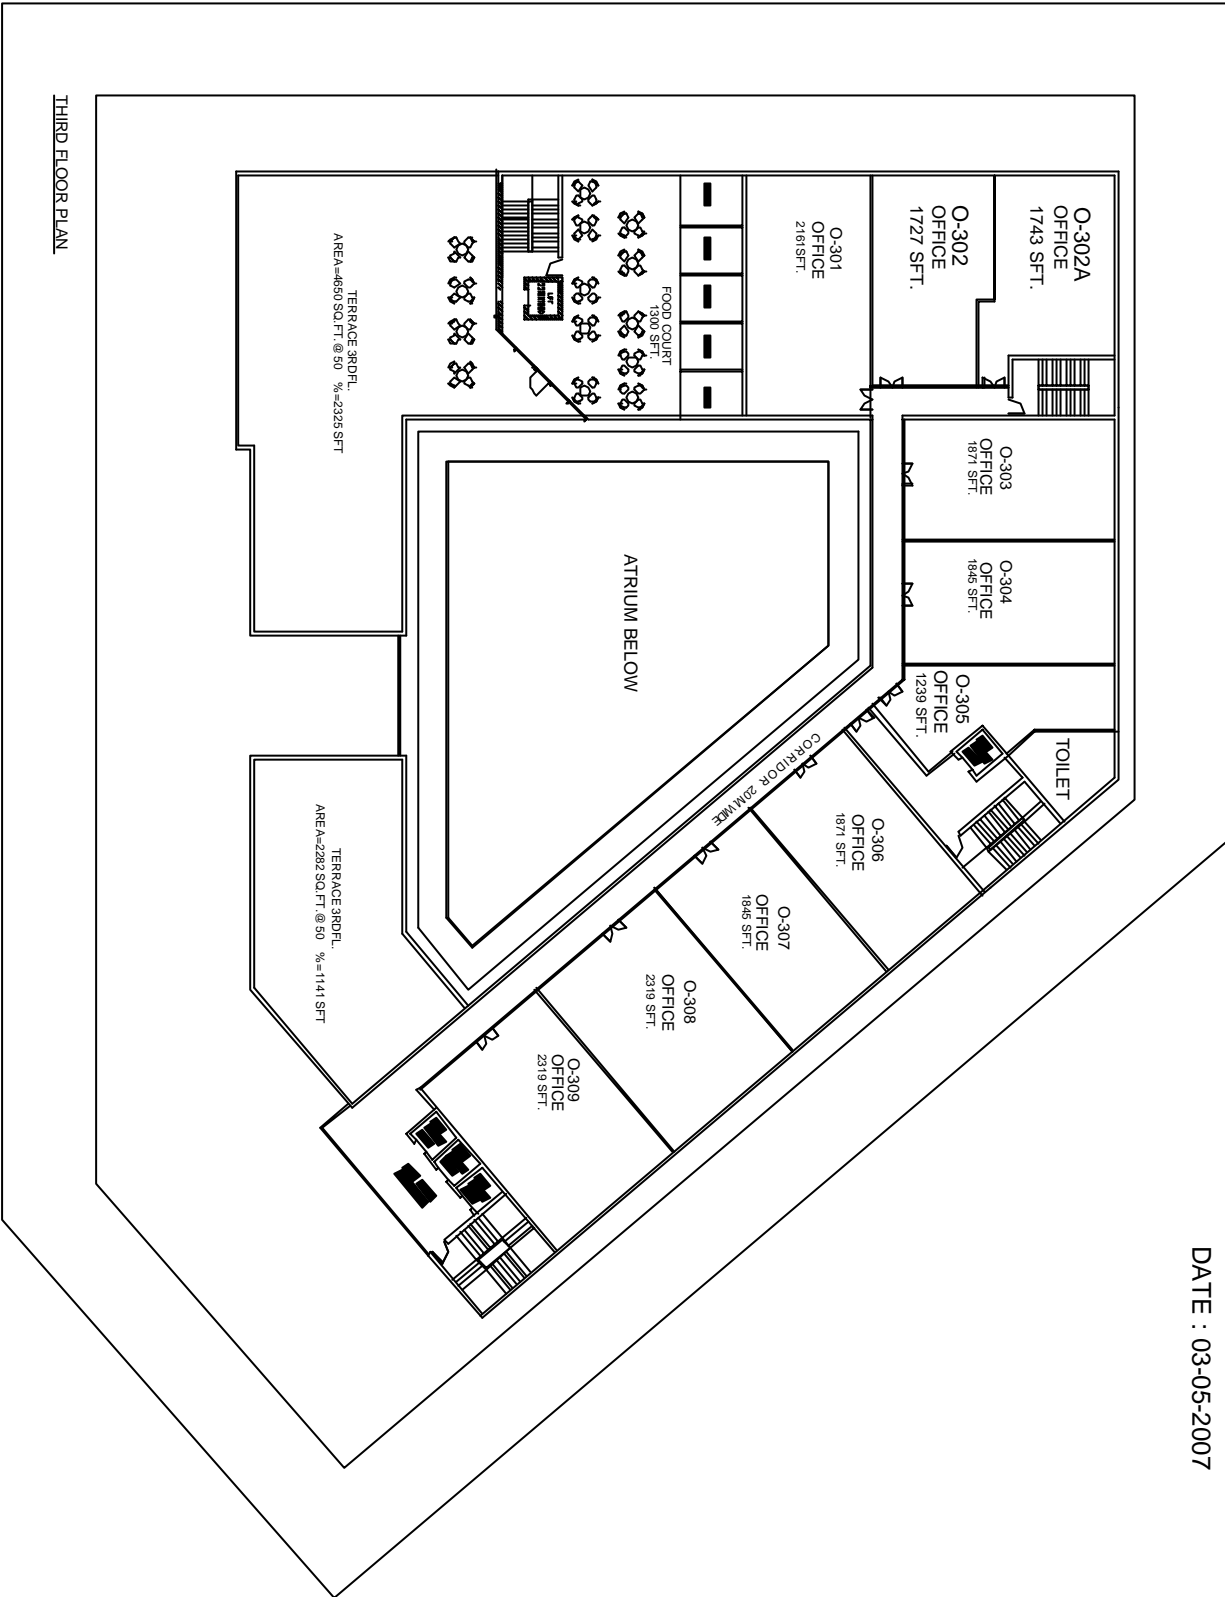 DATE : 03-05-2007
O-302A
OFFICE
1743 SFT.
O-302
OFFICE
1727 SFT.
O-301
OFFICE
2161SFT.
FOOD COURT
1300 SFT.
LIFT
TERRACE 3RDFL.
AREA=4650 SQ.FT. @ 50 %=2325 SFT
O-303
OFFICE
1871 SFT.
O-304
OFFICE
1845 SFT.
O-305
OFFICE
1239 SFT.
TOILET
ATRIUM BELOW
CORRIDOR 20M WIDE
O-306
OFFICE
1871 SFT.
O-307
OFFICE
1845 SFT.
O-308
OFFICE
2319 SFT.
O-309
OFFICE
2319 SFT.
TERRACE 3RDFL.
AREA=2282 SQ.FT. @ 50 %=1141 SFT
THIRD FLOOR PLAN